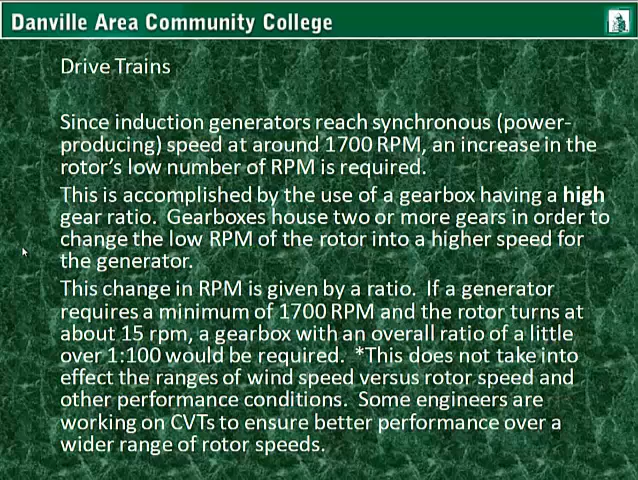 Danville Area Community College
Drive Trains
Since induction generators reach synchronous (power-
producing) speed at around 1700 RPM, an increase in the
rotor's low number of RPM is required.
This is accomplished by the use of a gearbox having a high
gear ratio. Gearboxes house two or more gears in order to
change the low RPM of the rotor into a higher speed for
the generator.
This change in RPM is given by a ratio. If a generator
requires a minimum of 1700 RPM and the rotor turns at
about 15 rpm, a gearbox with an overall ratio of a little
over 1:100 would be required. *This does not take into
effect the ranges of wind speed versus rotor speed and
other performance conditions. Some engineers are
working on CVTs to ensure better performance over a
wider range of rotor speeds.